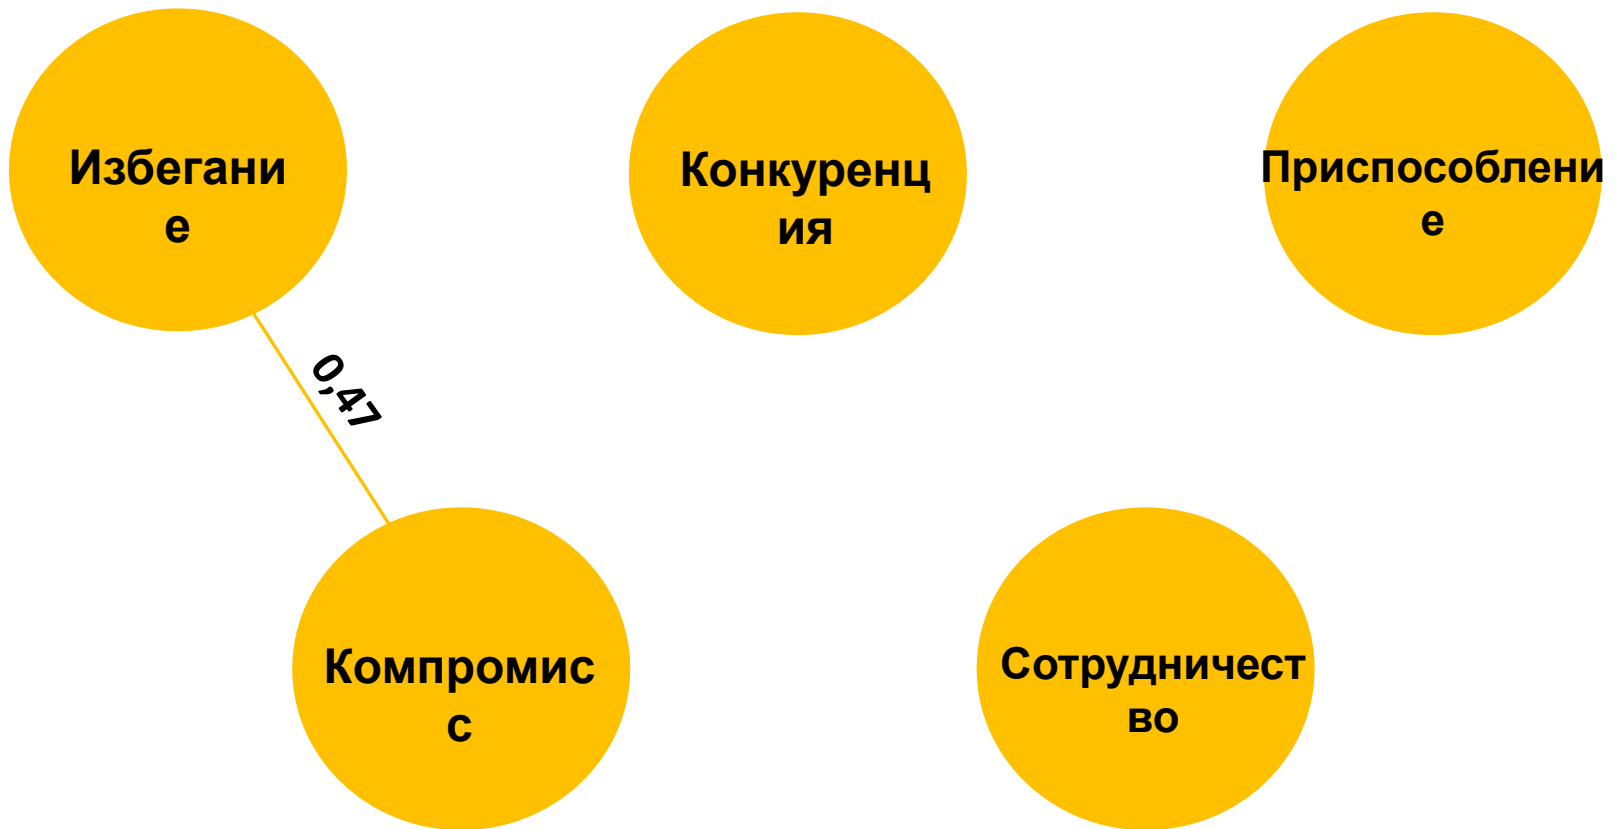 Избегани
е
Конкуренц
ия
Приспособлени
е
0,47
Компромис
с
Сотрудничест
во